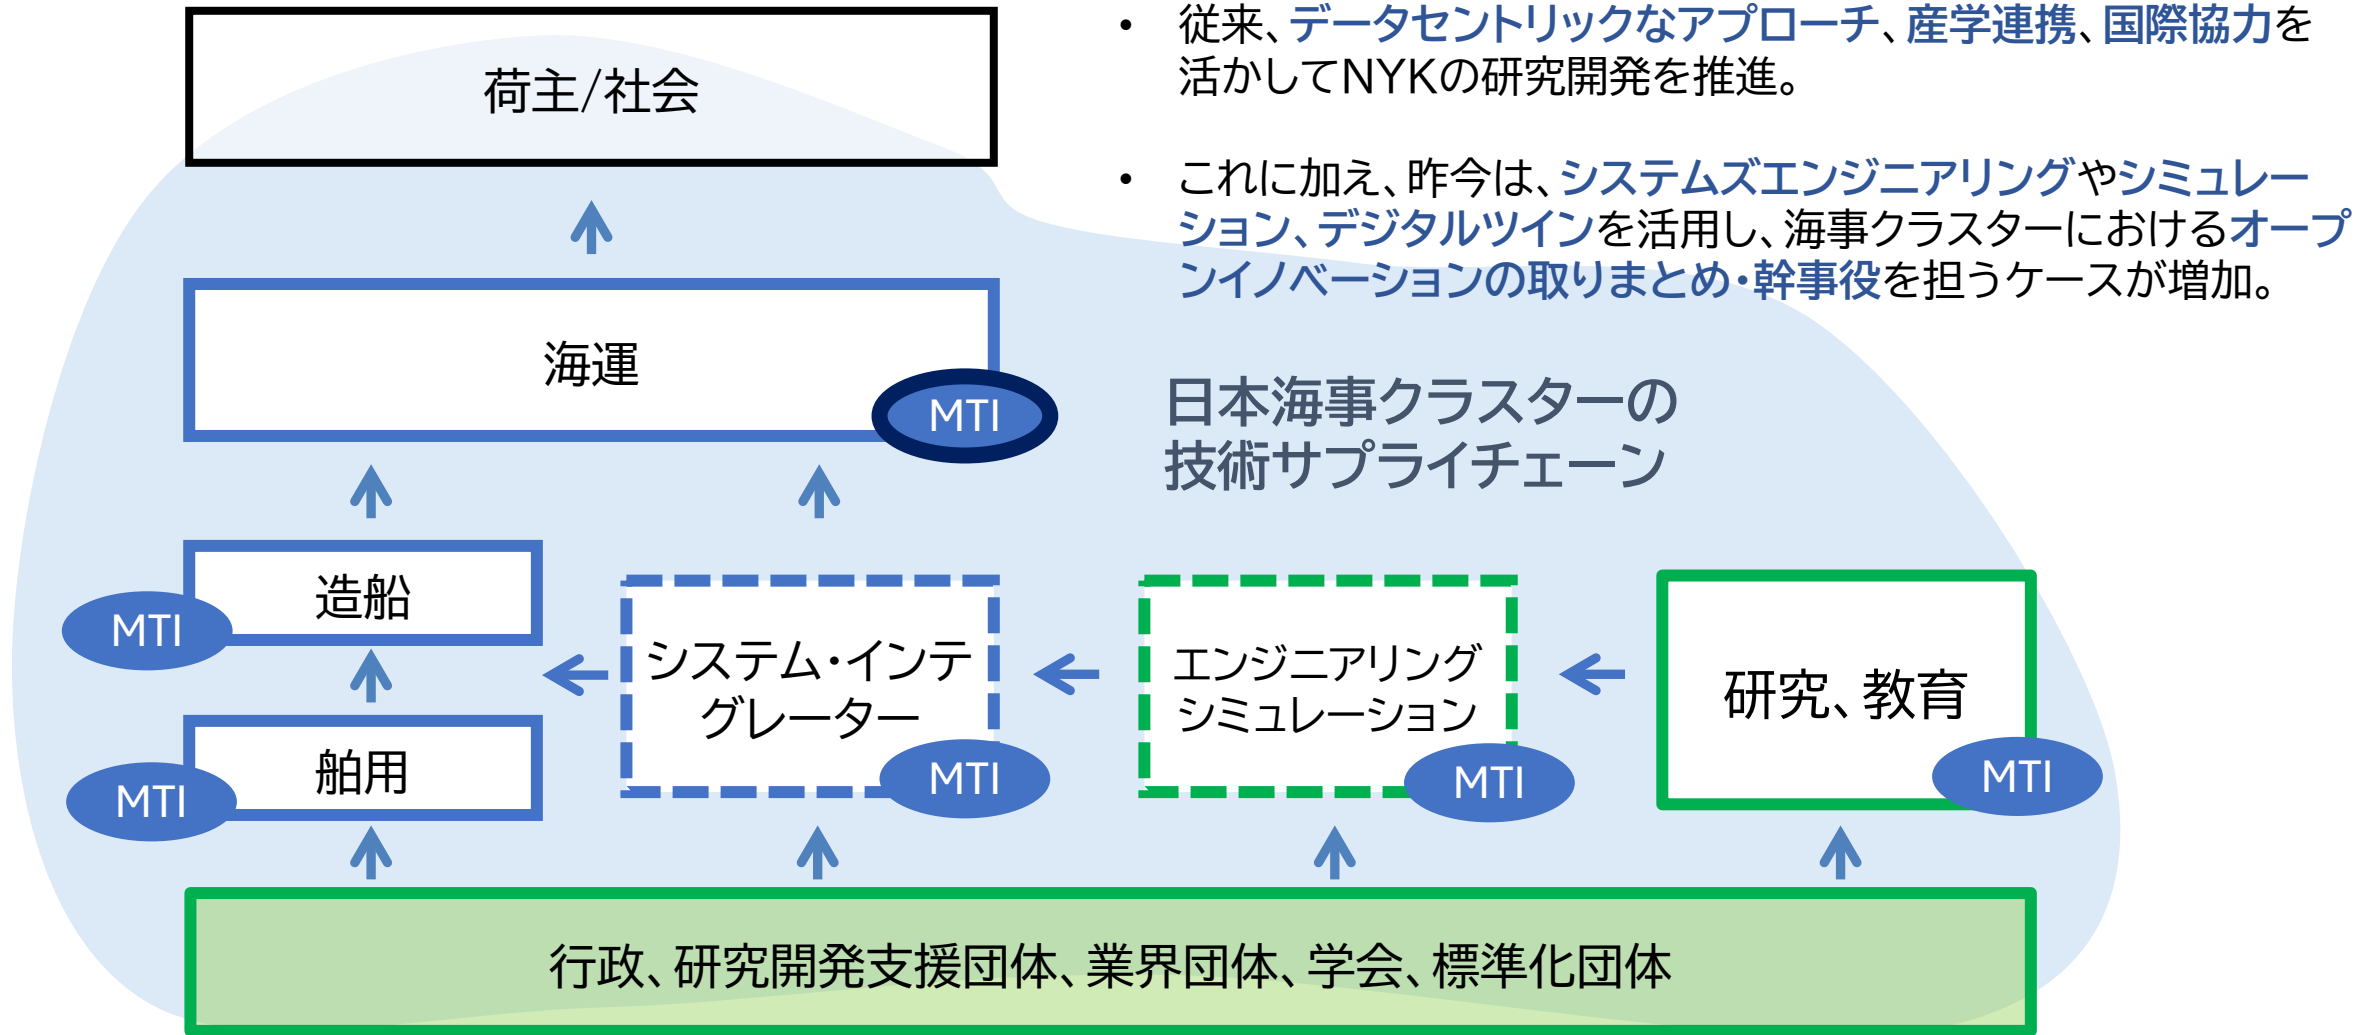 荷主/社会
• 従来、データセントリックなアプローチ、産学連携、国際協力を
活かしてNYKの研究開発を推進。
• これに加え、昨今は、システムズエンジニアリングやシミュレー
ション、デジタルツインを活用し、海事クラスターにおけるオープ
ンイノベーションの取りまとめ・幹事役を担うケースが増加。
海運
MTI
日本海事クラスターの
技術サプライチェーン
造船
MTI
舶用
MTI
システム・インテ
グレーター
MTI
エンジニアリング
シミュレーション
MTI
研究、教育
MTI
行政、研究開発支援団体、業界団体、学会、標準化団体